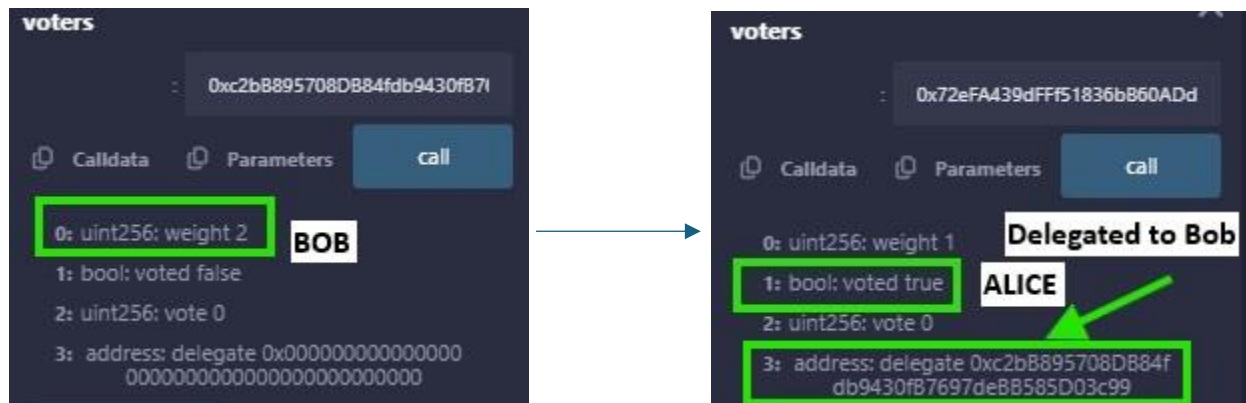 voters
: 0xc2bB895708DB84fdb9430fB76
Calldata Parameters call
0: uint256: weight 2
BOB
1: bool: voted false
2: uint256: vote 0
3: address: delegate 0x000000000000000
0000000000000000000000000
voters
: 0x72eFA439dFFf51836bB60ADd
Calldata Parameters call
0: uint256: weight 1
Delegated to Bob
1: bool: voted true
ALICE
2: uint256: vote 0
3: address: delegate 0xc2bB895708DB84f
db9430fB7697deBB585D03c99